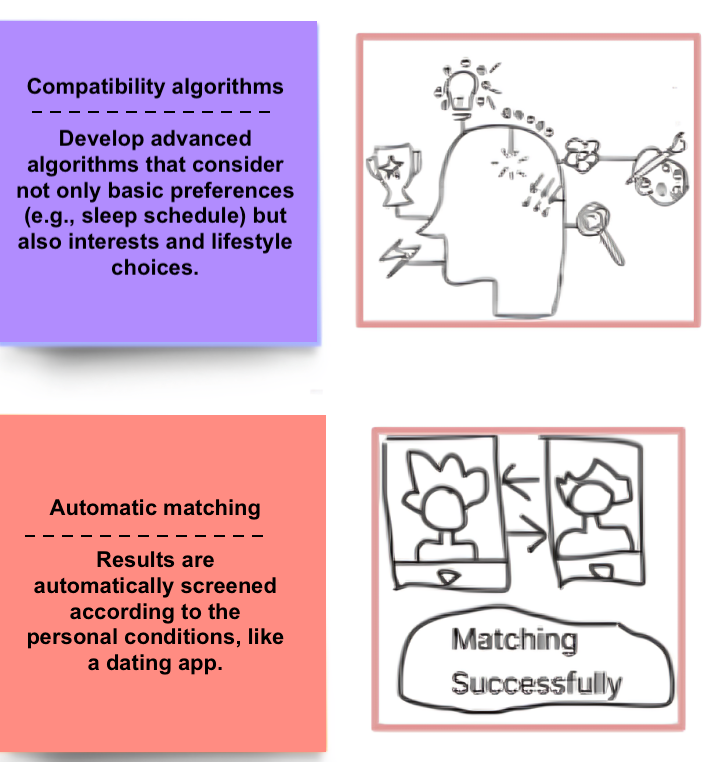 Compatibility algorithms
Develop advanced
algorithms that consider
not only basic preferences
(e.g., sleep schedule) but
also interests and lifestyle
choices.
Automatic matching
Results are
automatically screened
according to the
personal conditions, like
a dating app.
Matching
Successfully